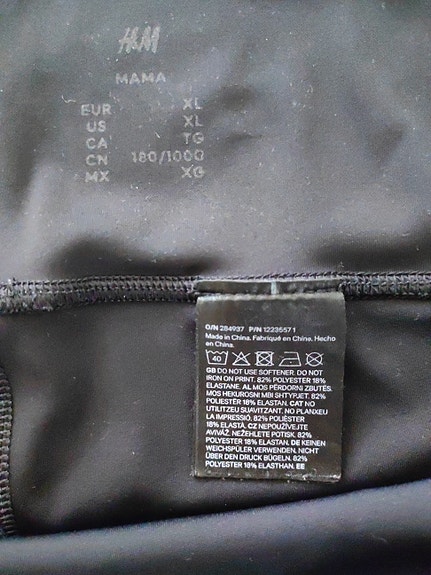 H&M
MAMA
EUR XL
US XL
CA TG
CN 180/100G
MX XG
O/N 284937 P/N 12235571
Made in China. Fabriqué en Chine. Hecho
en China.
40
GB DO NOT USE SOFTENER. DO NOT
IRON ON PRINT. 82% POLYESTER 18%
ELASTANE. AL MOS PËRDORNI ZBUTËS.
MOS HEKUROSNI MBI SHTYPJET. 82%
POLIESTËR 18% ELASTAN. CAT NO
UTILITZEU SUAVITZANT. NO PLANXEU
LA IMPRESSIÓ. 82% POLIÈSTER
18% ELASTÀ. CZ NEPOUŽÍVEJTE
AVIVÁŽ. NEŽEHLETE POTISK. 82%
POLYESTER 18% ELASTAN. DE KEINEN
WEICHSPÜLER VERWENDEN. NICHT
ÜBER DEN DRUCK BÜGELN. 82%
POLYESTER 18% ELASTHAN. EE